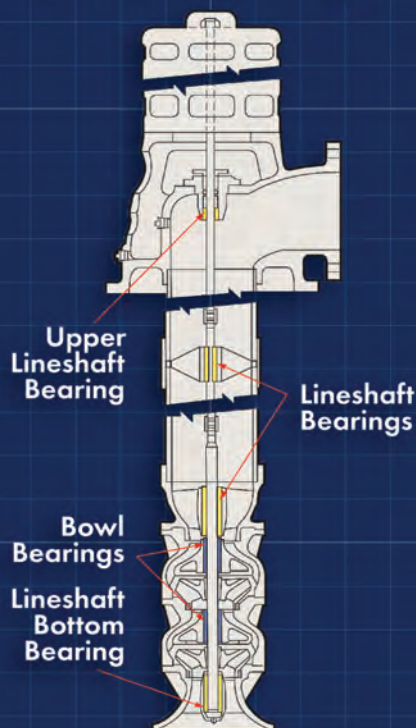 Upper
Lineshaft
Bearing
Lineshaft
Bearings
Bowl
Bearings
Lineshaft
Bottom
Bearing